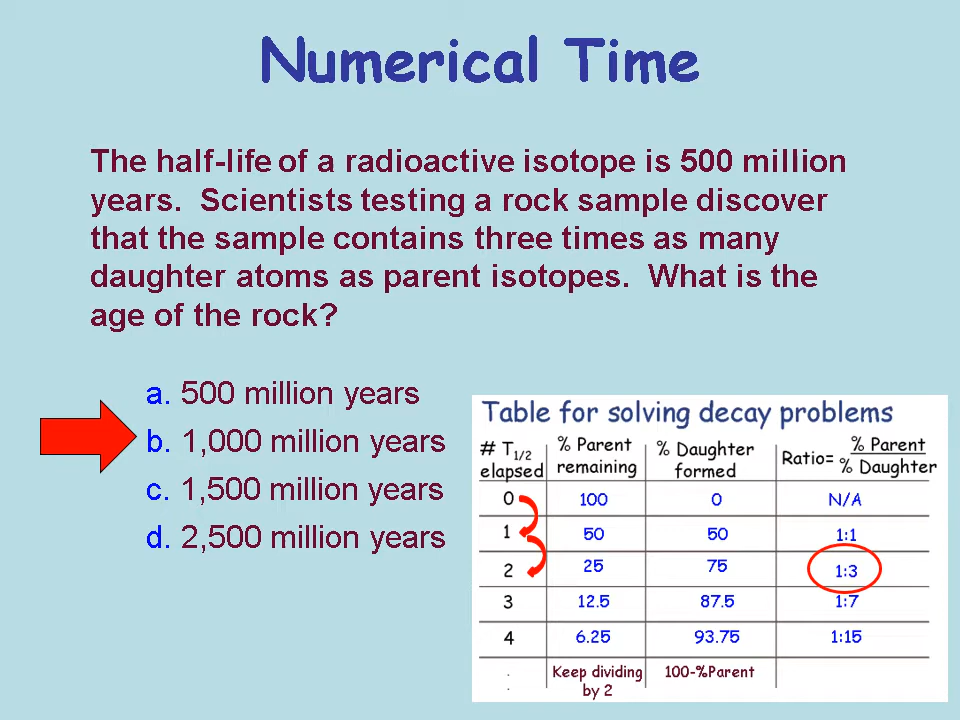 Numerical Time
The half-life of a radioactive isotope is 500 million
years.  Scientists testing a rock sample discover
that the sample contains three times as many
daughter atoms as parent isotopes.  What is the
age of the rock?
a. 500 million years
b. 1,000 million years
c. 1,500 million years
d. 2,500 million years
Table for solving decay problems
# T1/2 elapsed | % Parent remaining | % Daughter formed | Ratio= % Parent / % Daughter
0 | 100 | 0 | N/A
1 | 50 | 50 | 1:1
2 | 25 | 75 | 1:3
3 | 12.5 | 87.5 | 1:7
4 | 6.25 | 93.75 | 1:15
. | Keep dividing by 2 | 100-%Parent
.